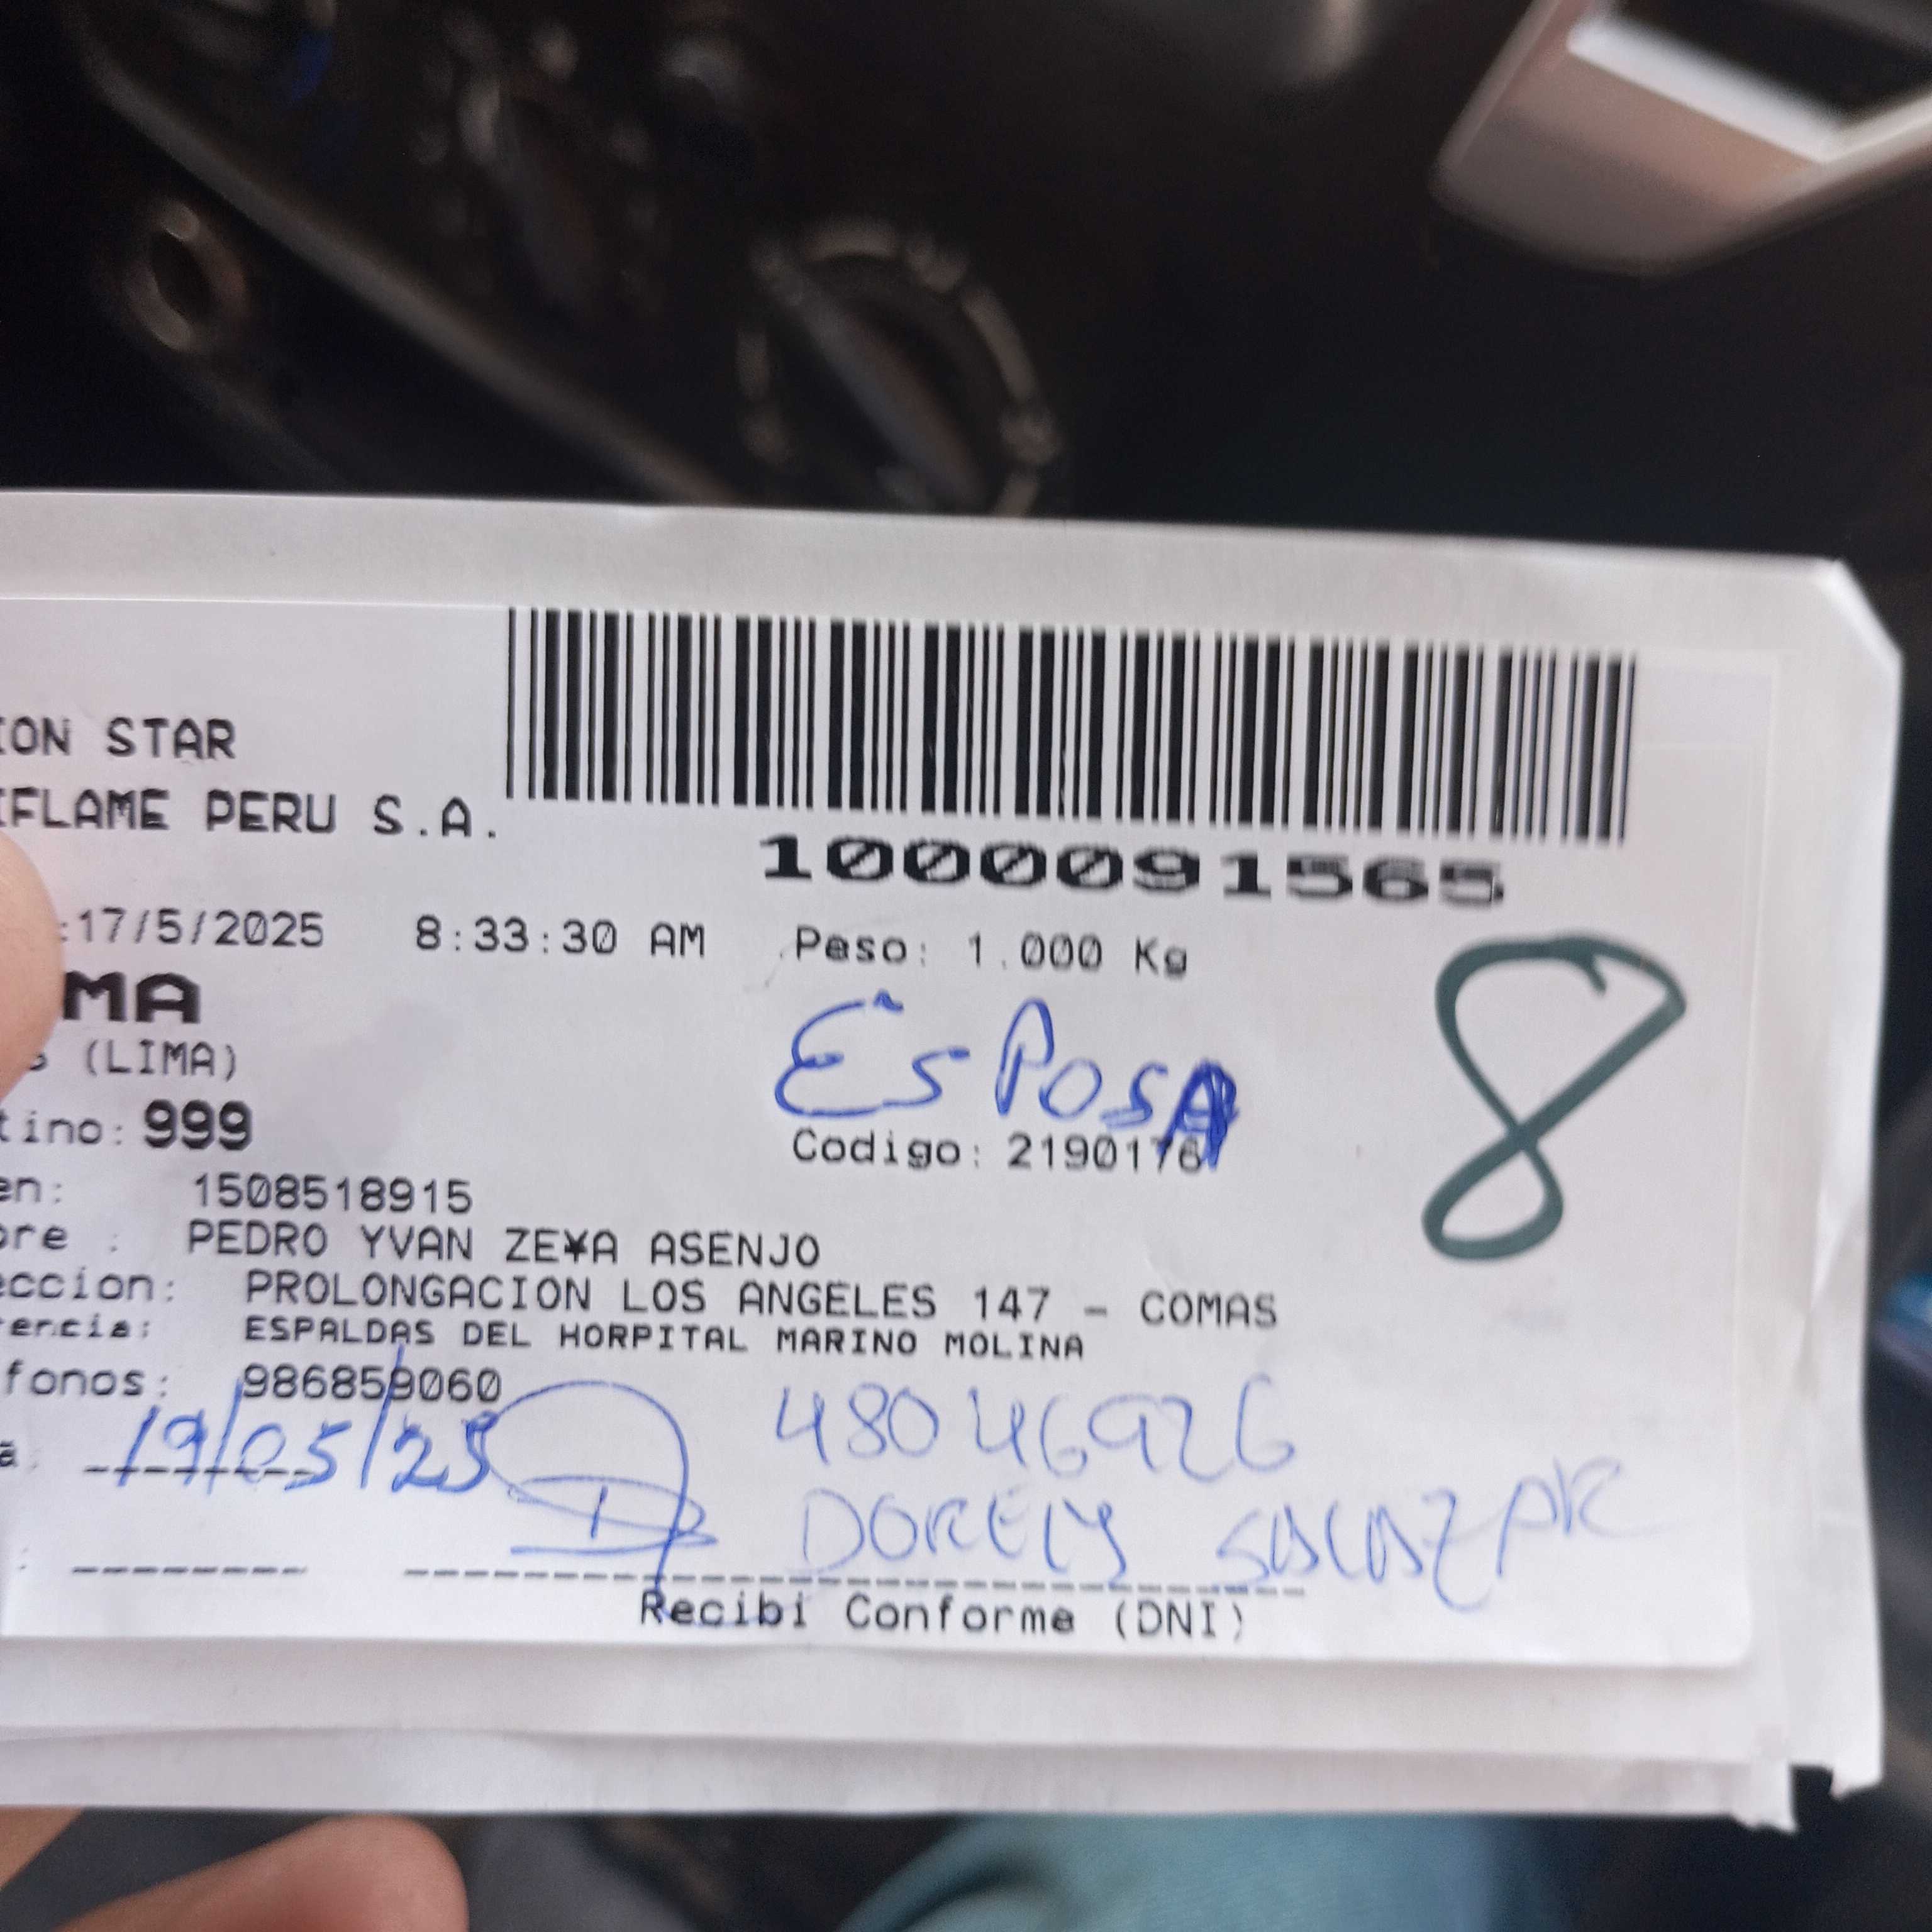 ION STAR
IFLAME PERU S.A.
1000091565
:17/5/2025 8:33:30 AM Peso: 1.000 Kg
MA
8
S (LIMA)
ESPOSA
tino: 999
Codigo: 2190176
en: 1508518915
bre : PEDRO YVAN ZE¥A ASENJO
eccion: PROLONGACION LOS ANGELES 147 - COMAS
rencia: ESPALDAS DEL HORPITAL MARINO MOLINA
fonos: 986859060
48046926
a. 19/05/25
DORELY SALAZAR
Recibi Conforme (DNI)